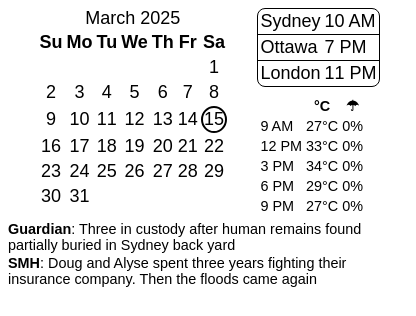 March 2025
Su Mo Tu We Th Fr Sa
1
2 3 4 5 6 7 8
9 10 11 12 13 14 15
16 17 18 19 20 21 22
23 24 25 26 27 28 29
30 31
Sydney 10 AM
Ottawa 7 PM
London 11 PM
°C ☂
9 AM 27°C 0%
12 PM 33°C 0%
3 PM 34°C 0%
6 PM 29°C 0%
9 PM 27°C 0%
Guardian: Three in custody after human remains found
partially buried in Sydney back yard
SMH: Doug and Alyse spent three years fighting their
insurance company. Then the floods came again